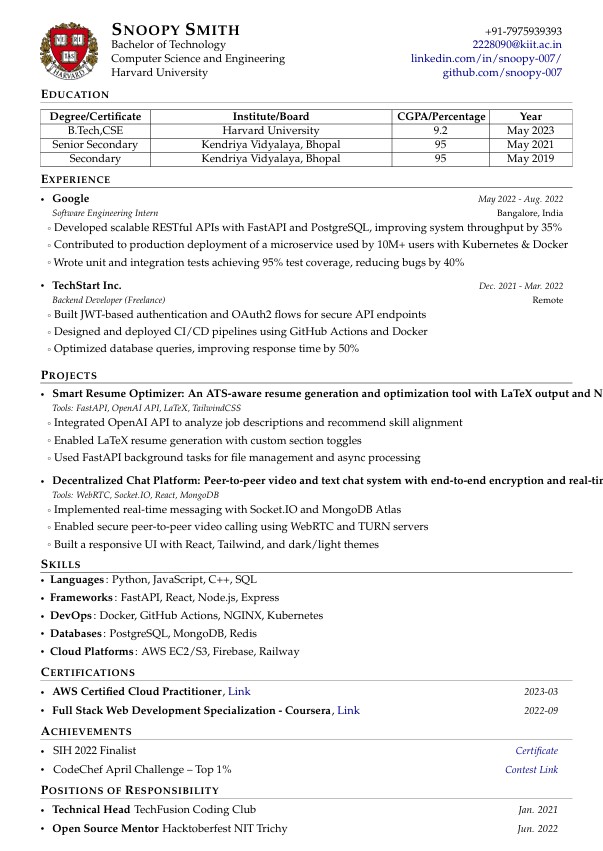 SNOOPY SMITH
Bachelor of Technology
Computer Science and Engineering
Harvard University
+91-7975939393
2228090@kiit.ac.in
linkedin.com/in/snoopy-007/
github.com/snoopy-007
HARVARD
EDUCATION
Degree/Certificate Institute/Board CGPA/Percentage Year
B.Tech,CSE Harvard University 9.2 May 2023
Senior Secondary Kendriya Vidyalaya, Bhopal 95 May 2021
Secondary Kendriya Vidyalaya, Bhopal 95 May 2019
EXPERIENCE
• Google May 2022 - Aug. 2022
Software Engineering Intern Bangalore, India
◦ Developed scalable RESTful APIs with FastAPI and PostgreSQL, improving system throughput by 35%
◦ Contributed to production deployment of a microservice used by 10M+ users with Kubernetes & Docker
◦ Wrote unit and integration tests achieving 95% test coverage, reducing bugs by 40%
• TechStart Inc. Dec. 2021 - Mar. 2022
Backend Developer (Freelance) Remote
◦ Built JWT-based authentication and OAuth2 flows for secure API endpoints
◦ Designed and deployed CI/CD pipelines using GitHub Actions and Docker
◦ Optimized database queries, improving response time by 50%
PROJECTS
• Smart Resume Optimizer: An ATS-aware resume generation and optimization tool with LaTeX output and N
Tools: FastAPI, OpenAI API, LaTeX, TailwindCSS
◦ Integrated OpenAI API to analyze job descriptions and recommend skill alignment
◦ Enabled LaTeX resume generation with custom section toggles
◦ Used FastAPI background tasks for file management and async processing
• Decentralized Chat Platform: Peer-to-peer video and text chat system with end-to-end encryption and real-tim
Tools: WebRTC, Socket.IO, React, MongoDB
◦ Implemented real-time messaging with Socket.IO and MongoDB Atlas
◦ Enabled secure peer-to-peer video calling using WebRTC and TURN servers
◦ Built a responsive UI with React, Tailwind, and dark/light themes
SKILLS
• Languages: Python, JavaScript, C++, SQL
• Frameworks: FastAPI, React, Node.js, Express
• DevOps: Docker, GitHub Actions, NGINX, Kubernetes
• Databases: PostgreSQL, MongoDB, Redis
• Cloud Platforms: AWS EC2/S3, Firebase, Railway
CERTIFICATIONS
• AWS Certified Cloud Practitioner, Link 2023-03
• Full Stack Web Development Specialization - Coursera, Link 2022-09
ACHIEVEMENTS
• SIH 2022 Finalist Certificate
• CodeChef April Challenge – Top 1% Contest Link
POSITIONS OF RESPONSIBILITY
• Technical Head TechFusion Coding Club Jan. 2021
• Open Source Mentor Hacktoberfest NIT Trichy Jun. 2022